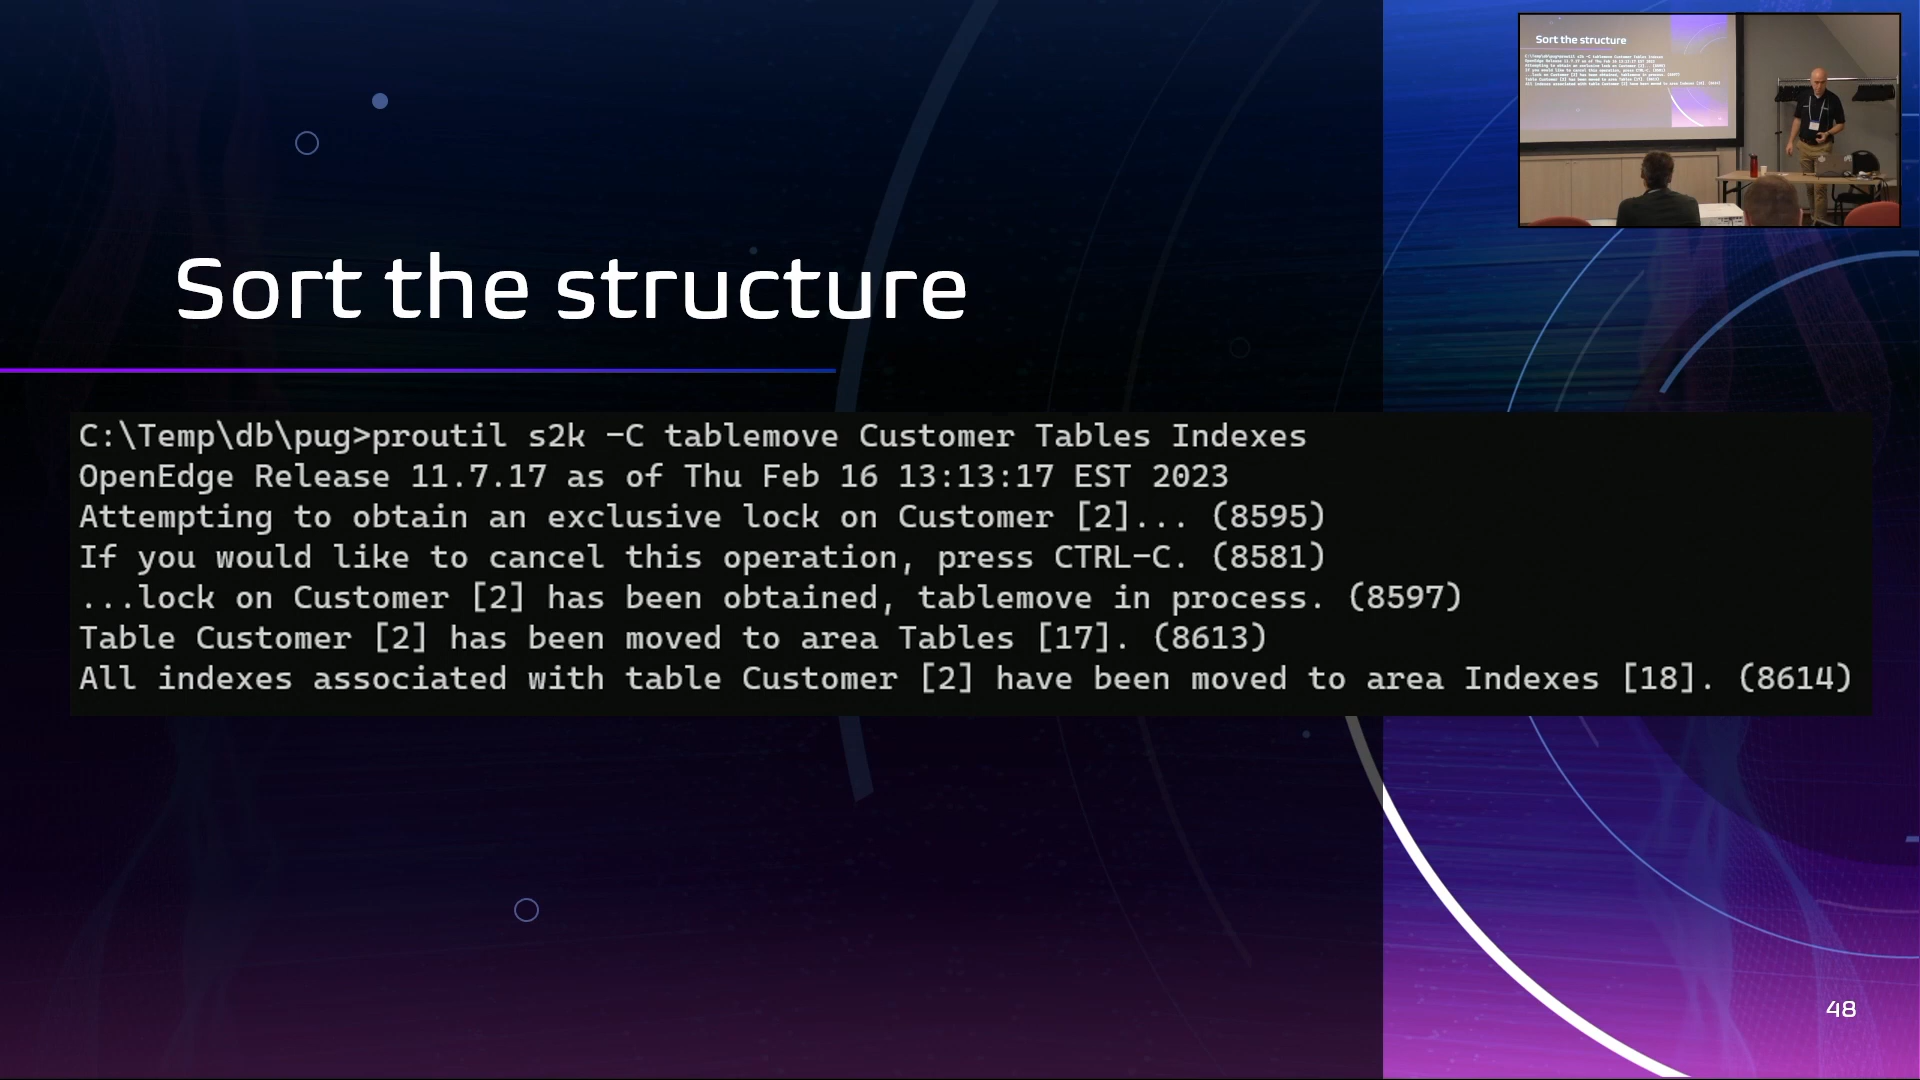 Sort the structure
Sort the structure
C:\Temp\db\pug>proutil s2k -C tablemove Customer Tables Indexes
OpenEdge Release 11.7.17 as of Thu Feb 16 13:13:17 EST 2023
Attempting to obtain an exclusive lock on Customer [2]... (8595)
If you would like to cancel this operation, press CTRL-C. (8581)
...lock on Customer [2] has been obtained, tablemove in process. (8597)
Table Customer [2] has been moved to area Tables [17]. (8613)
All indexes associated with table Customer [2] have been moved to area Indexes [18]. (8614)
48